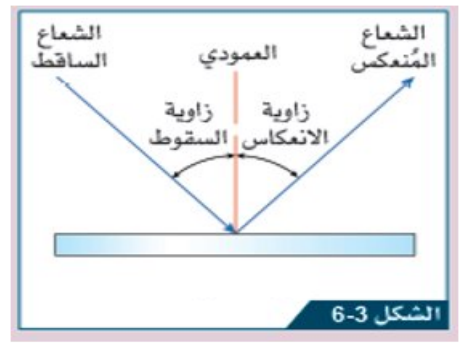 الشعاع
المُنعكس
العمودي
الشعاع
الساقط
زاوية
الانعكاس
زاوية
السقوط
الشكل 3-6